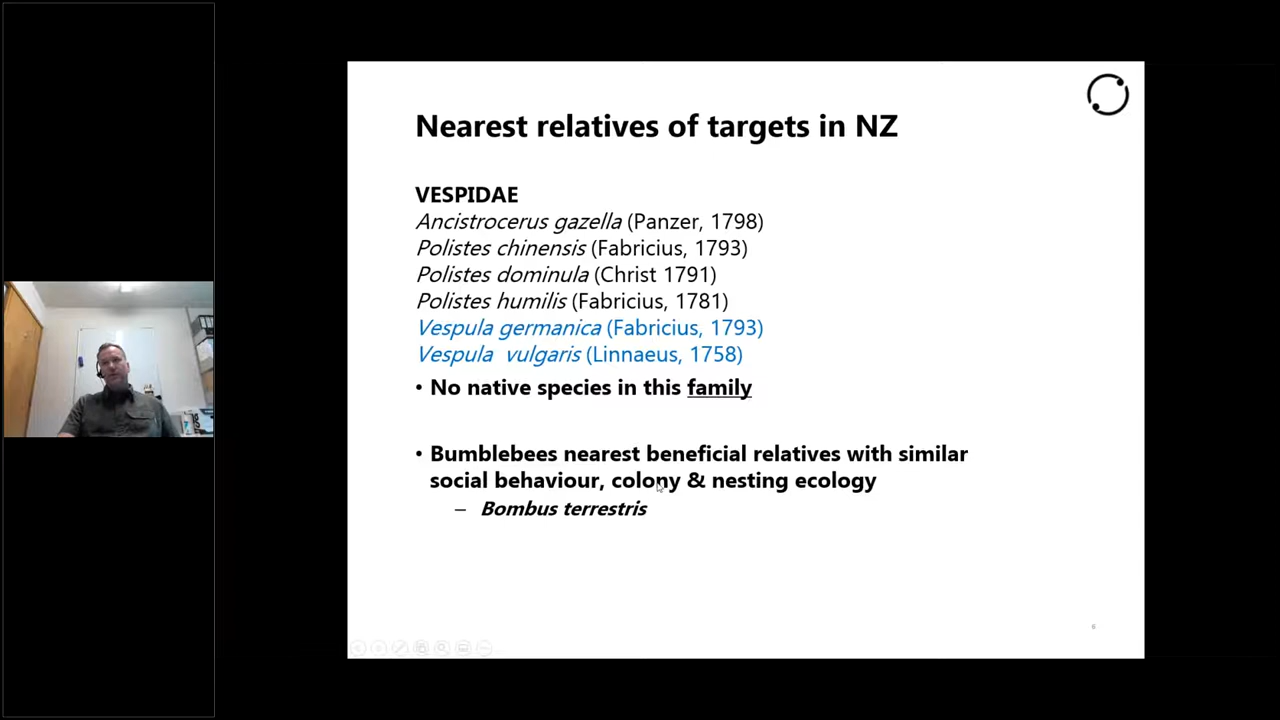 Nearest relatives of targets in NZ
VESPIDAE
Ancistrocerus gazella (Panzer, 1798)
Polistes chinensis (Fabricius, 1793)
Polistes dominula (Christ 1791)
Polistes humilis (Fabricius, 1781)
Vespula germanica (Fabricius, 1793)
Vespula vulgaris (Linnaeus, 1758)
• No native species in this family
• Bumblebees nearest beneficial relatives with similar
social behaviour, colony & nesting ecology
– Bombus terrestris
6